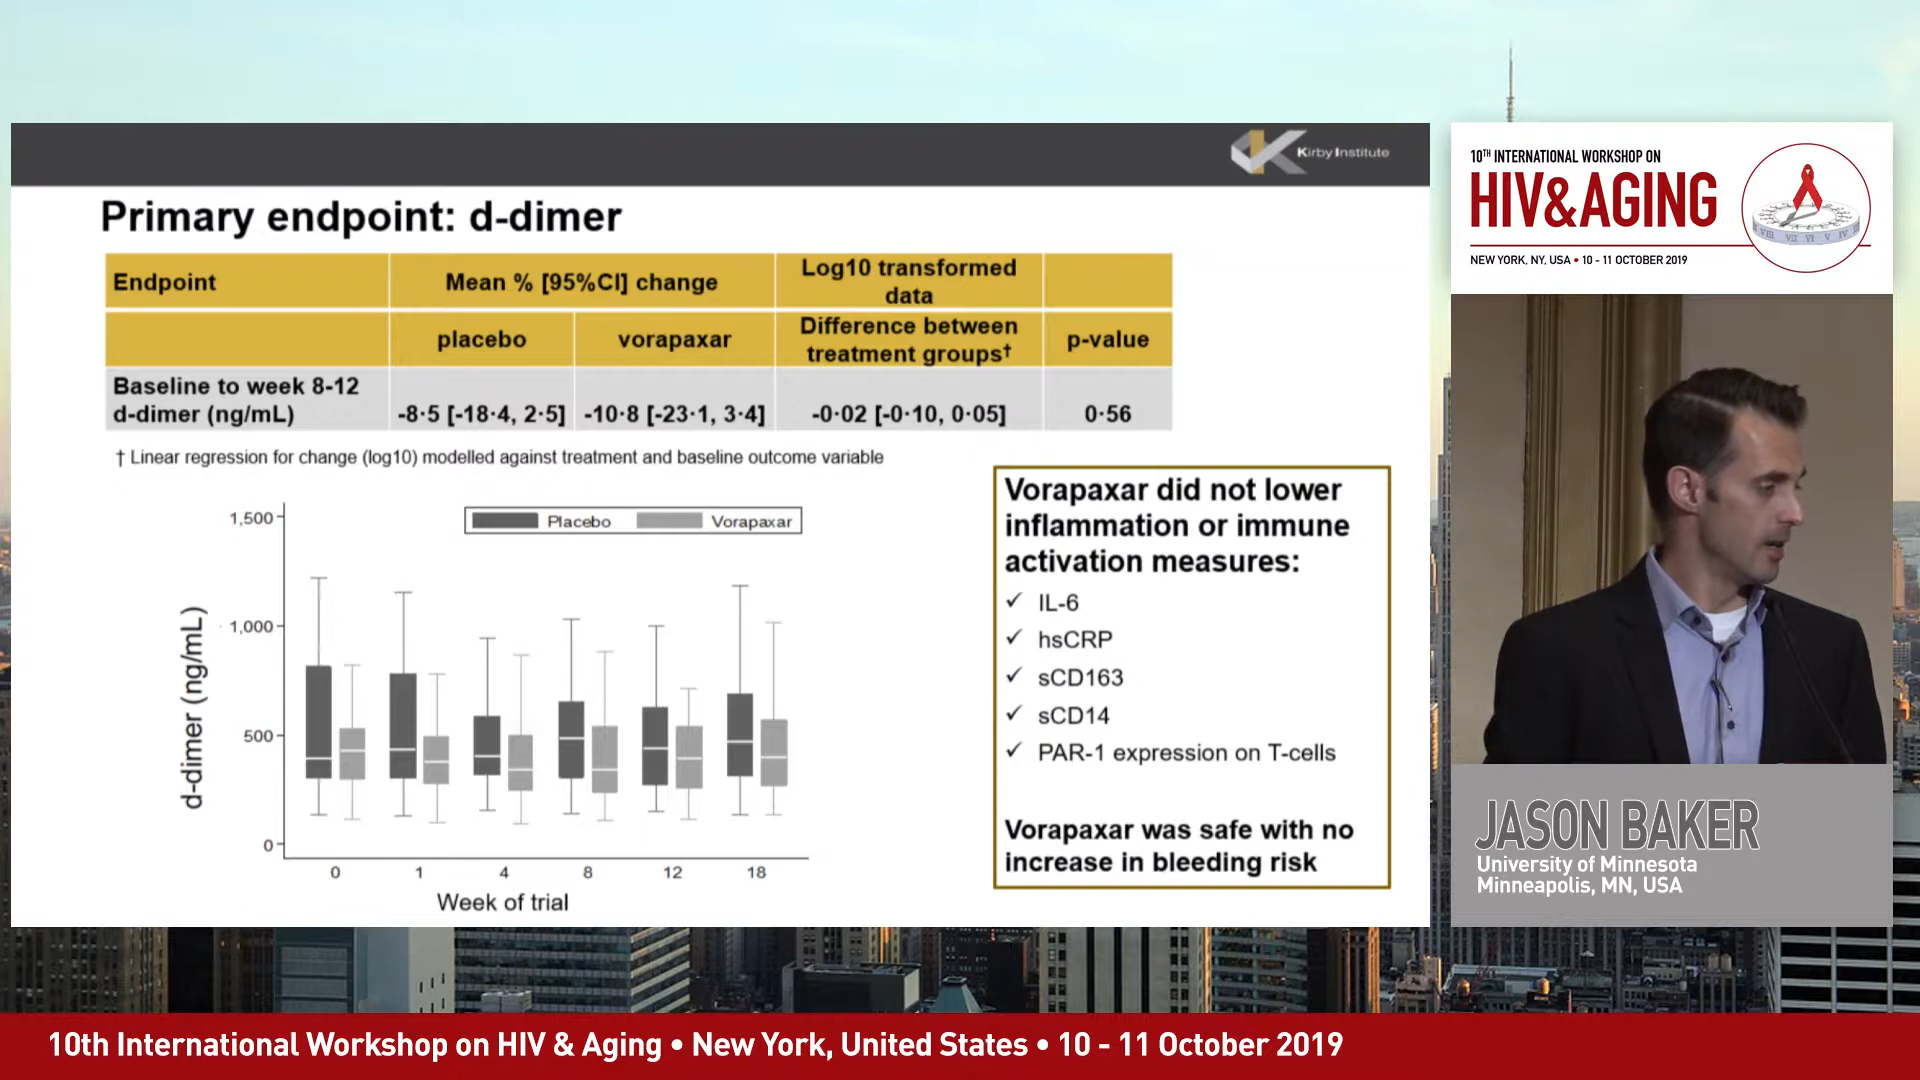 Kirby Institute
Primary endpoint: d-dimer
Endpoint
Mean % [95%CI] change
Log10 transformed
data
placebo
vorapaxar
Difference between
treatment groups†
p-value
Baseline to week 8-12
d-dimer (ng/mL)
-8·5 [-18·4, 2·5]
-10·8 [-23·1, 3·4]
-0·02 [-0·10, 0·05]
0·56
† Linear regression for change (log10) modelled against treatment and baseline outcome variable
Placebo
Vorapaxar
1,500
1,000
500
0
d-dimer (ng/mL)
0 1 4 8 12 18
Week of trial
Vorapaxar did not lower
inflammation or immune
activation measures:
✓ IL-6
✓ hsCRP
✓ sCD163
✓ sCD14
✓ PAR-1 expression on T-cells
Vorapaxar was safe with no
increase in bleeding risk
10TH INTERNATIONAL WORKSHOP ON
HIV&AGING
NEW YORK, NY, USA • 10 - 11 OCTOBER 2019
VIII VII VI V IV
JASON BAKER
University of Minnesota
Minneapolis, MN, USA
10th International Workshop on HIV & Aging • New York, United States • 10 - 11 October 2019